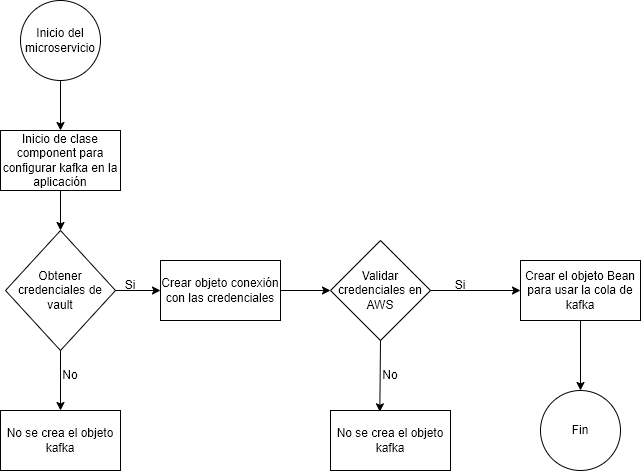 Inicio del
microservicio
Inicio de clase
component para
configurar kafka en la
aplicación
Obtener
credenciales de
vault
Si
Crear objeto conexión
con las credenciales
Validar
credenciales en
AWS
Si
Crear el objeto Bean
para usar la cola de
kafka
No
No
No se crea el objeto
kafka
No se crea el objeto
kafka
Fin